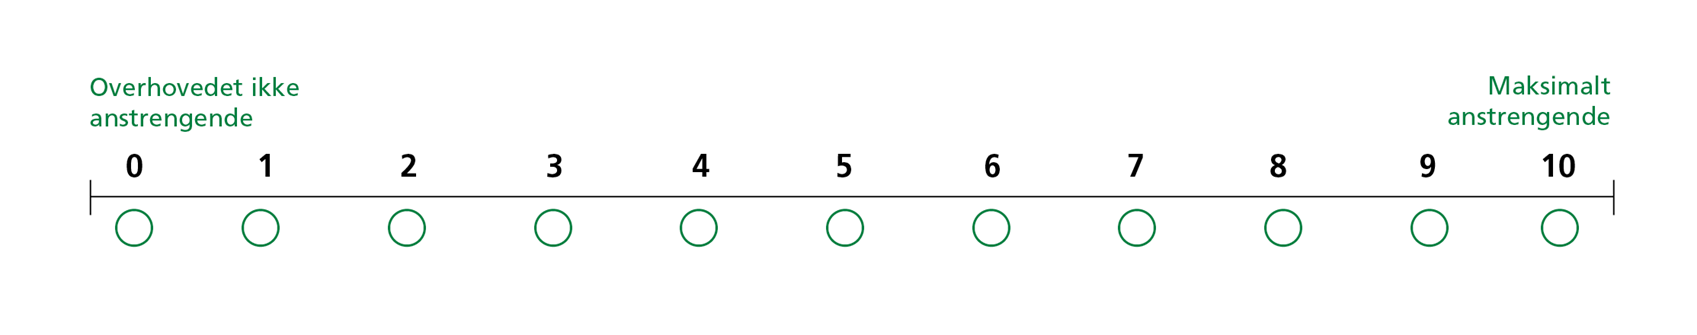 Overhovedet ikke
anstrengende
Maksimalt
anstrengende
0 1 2 3 4 5 6 7 8 9 10